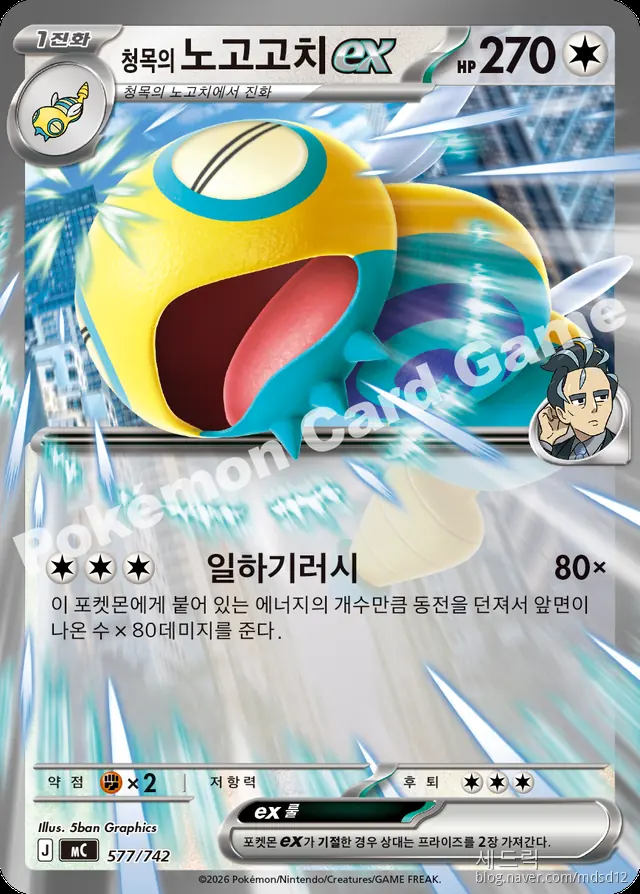 1진화
청목의 노고고치 ex HP 270
청목의 노고치에서 진화
Pokémon Card Game
일하기러시 80×
이 포켓몬에게 붙어 있는 에너지의 개수만큼 동전을 던져서 앞면이
나온 수 × 80데미지를 준다.
약점 ×2 저항력 후퇴
ex 룰
포켓몬 ex가 기절한 경우 상대는 프라이즈를 2장 가져간다.
Illus. 5ban Graphics
J MC 577/742
세드릭
blog.naver.com/mdsd12
©2026 Pokémon/Nintendo/Creatures/GAME FREAK.